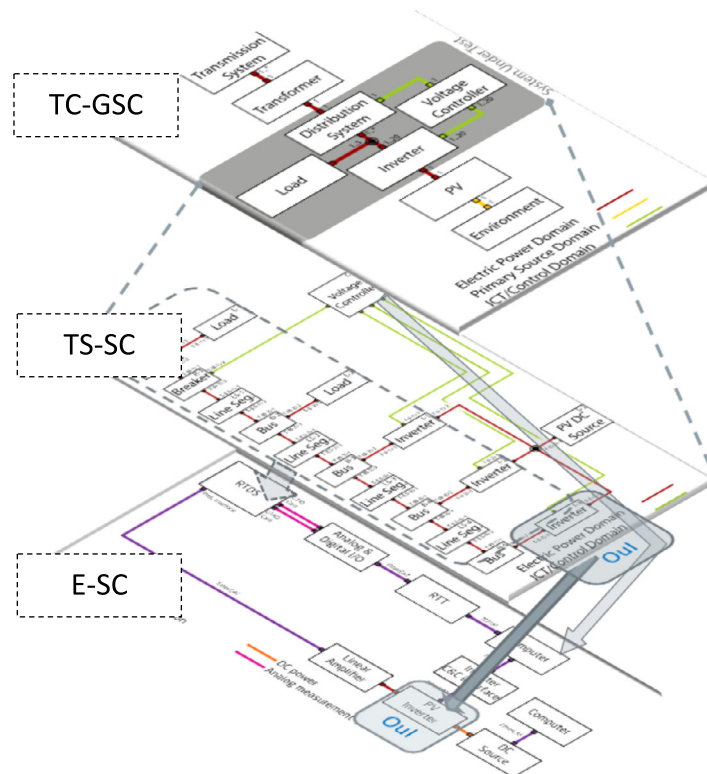 TC-GSC
Transmission
System
Transformer
Distribution
System
Voltage
Controller
Load
Inverter
PV
Environment
System Under Test
1..20
Electric Power Domain
Primary Source Domain
ICT/Control Domain
TS-SC
Voltage
Controller
Load
Breaker
Line Seg.
Bus
Load
Line Seg.
Bus
Inverter
Line Seg.
Bus
Inverter
PV DC
Source
Line Seg.
Bus
Inverter
Electric Power Domain
ICT/Control Domain
OuI
E-SC
RTDS
Analog &
Digital I/O
RTT
Computer
Linear
Amplifier
DC power
Analog measurement
PV
Inverter
OuI
DC
Source
Computer